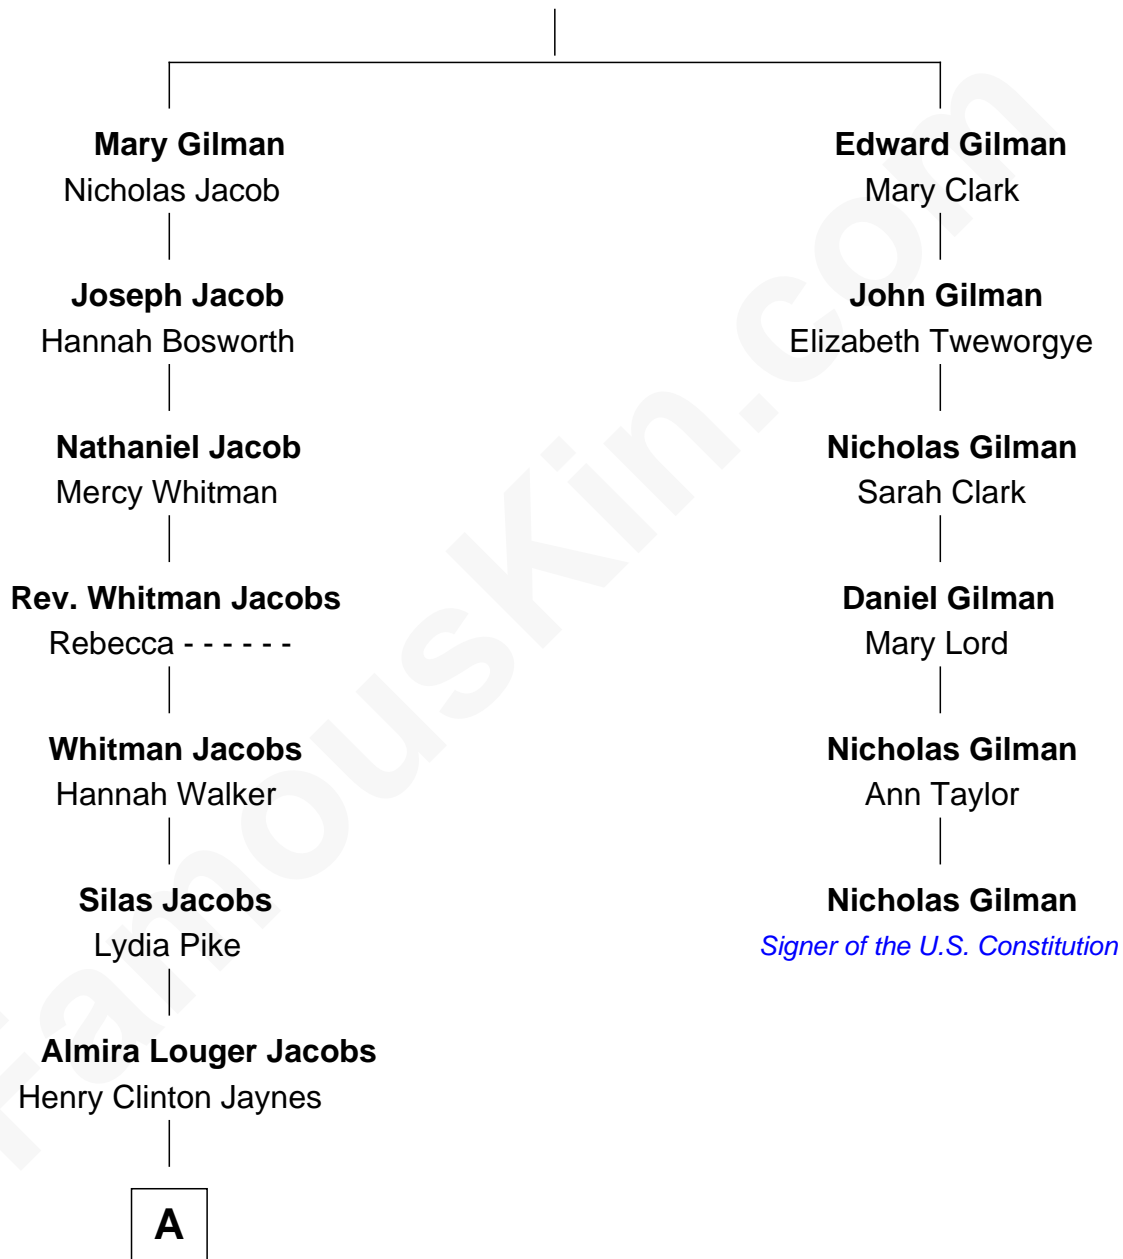 Mary Gilman
Nicholas Jacob
Joseph Jacob
Hannah Bosworth
Nathaniel Jacob
Mercy Whitman
Rev. Whitman Jacobs
Rebecca - - - - - -
Whitman Jacobs
Hannah Walker
Silas Jacobs
Lydia Pike
Almira Louger Jacobs
Henry Clinton Jaynes
A
Edward Gilman
Mary Clark
John Gilman
Elizabeth Tweworgye
Nicholas Gilman
Sarah Clark
Daniel Gilman
Mary Lord
Nicholas Gilman
Ann Taylor
Nicholas Gilman
Signer of the U.S. Constitution
FamousKin.com